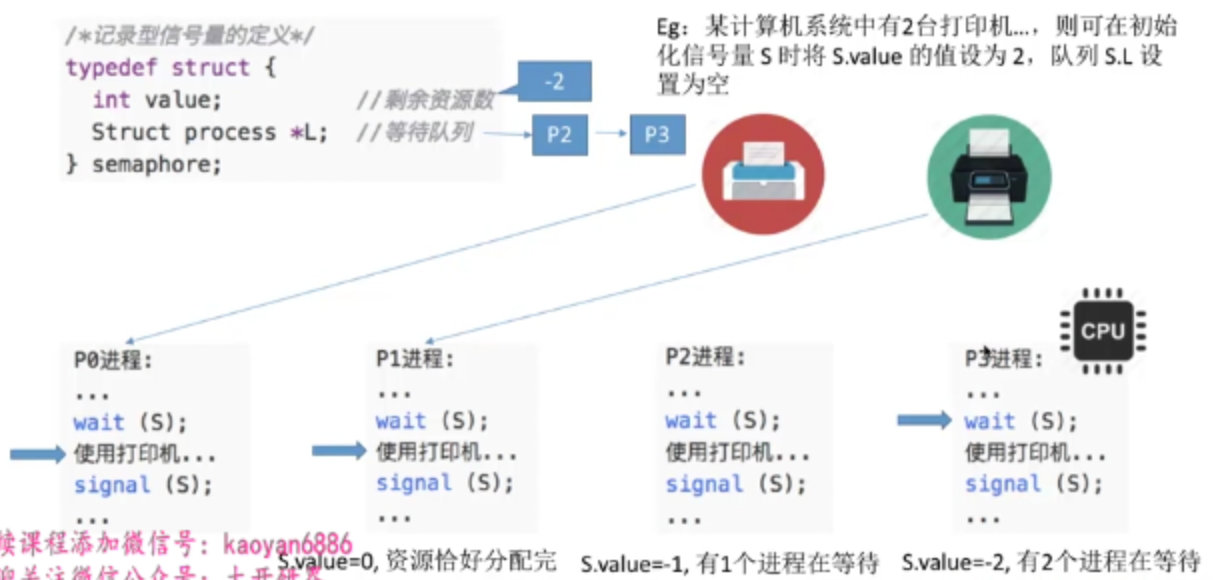 /*记录型信号量的定义*/
typedef struct {
int value; //剩余资源数
Struct process *L; //等待队列
} semaphore;
-2
P2
P3
Eg：某计算机系统中有2台打印机...，则可在初始
化信号量 S 时将 S.value 的值设为 2，队列 S.L 设
置为空
CPU
P0进程:
...
wait (S);
使用打印机...
signal (S);
...
P1进程:
...
wait (S);
使用打印机...
signal (S);
...
P2进程:
...
wait (S);
使用打印机...
signal (S);
...
P3进程:
...
wait (S);
使用打印机...
signal (S);
...
续课程添加微信号：kaoyan6886
S.value=0, 资源恰好分配完
S.value=-1, 有1个进程在等待
S.value=-2, 有2个进程在等待
关注微信公众号：